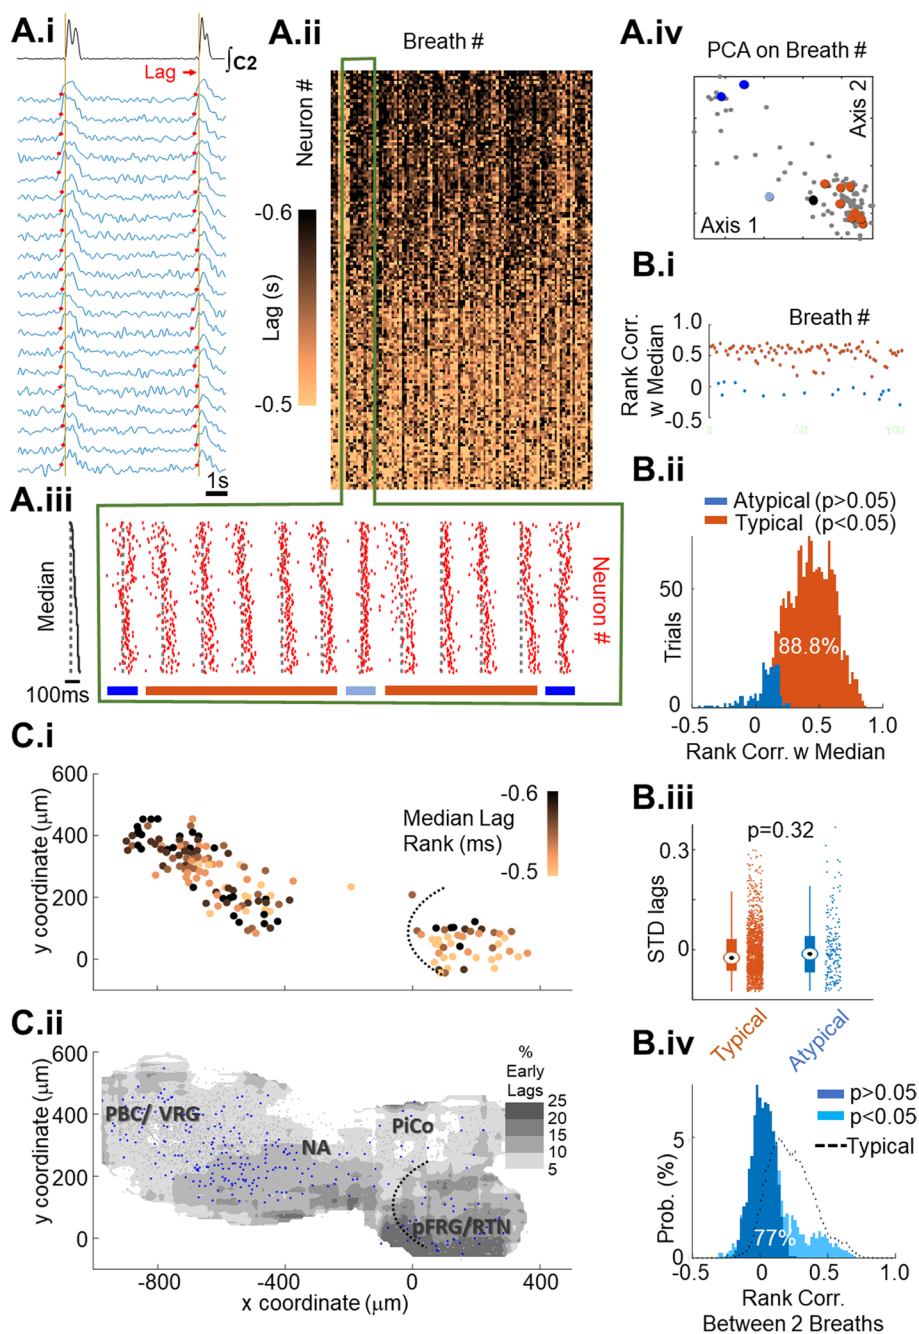 A.i
∫C2
Lag
1s
A.ii
Breath #
Neuron #
-0.6
Lag (s)
-0.5
A.iii
Median
100ms
Neuron #
A.iv
PCA on Breath #
Axis 2
Axis 1
B.i
Breath #
Rank Corr.
w Median
1.0
0.5
0
-0.5
B.ii
Atypical (p>0.05)
Typical (p<0.05)
Trials
50
0
88.8%
-0.5 0 0.5 1.0
Rank Corr. w Median
C.i
y coordinate (μm)
600
400
200
0
Median Lag
Rank (ms)
-0.6
-0.5
B.iii
p=0.32
STD lags
0.3
0
Typical
Atypical
C.ii
y coordinate (μm)
600
400
200
0
PBC/ VRG
NA
PiCo
pFRG/RTN
%
Early
Lags
25
20
15
10
5
-800 -400 0 400
x coordinate (μm)
B.iv
p>0.05
p<0.05
Typical
Prob. (%)
5
0
77%
-0.5 0 0.5 1.0
Rank Corr.
Between 2 Breaths